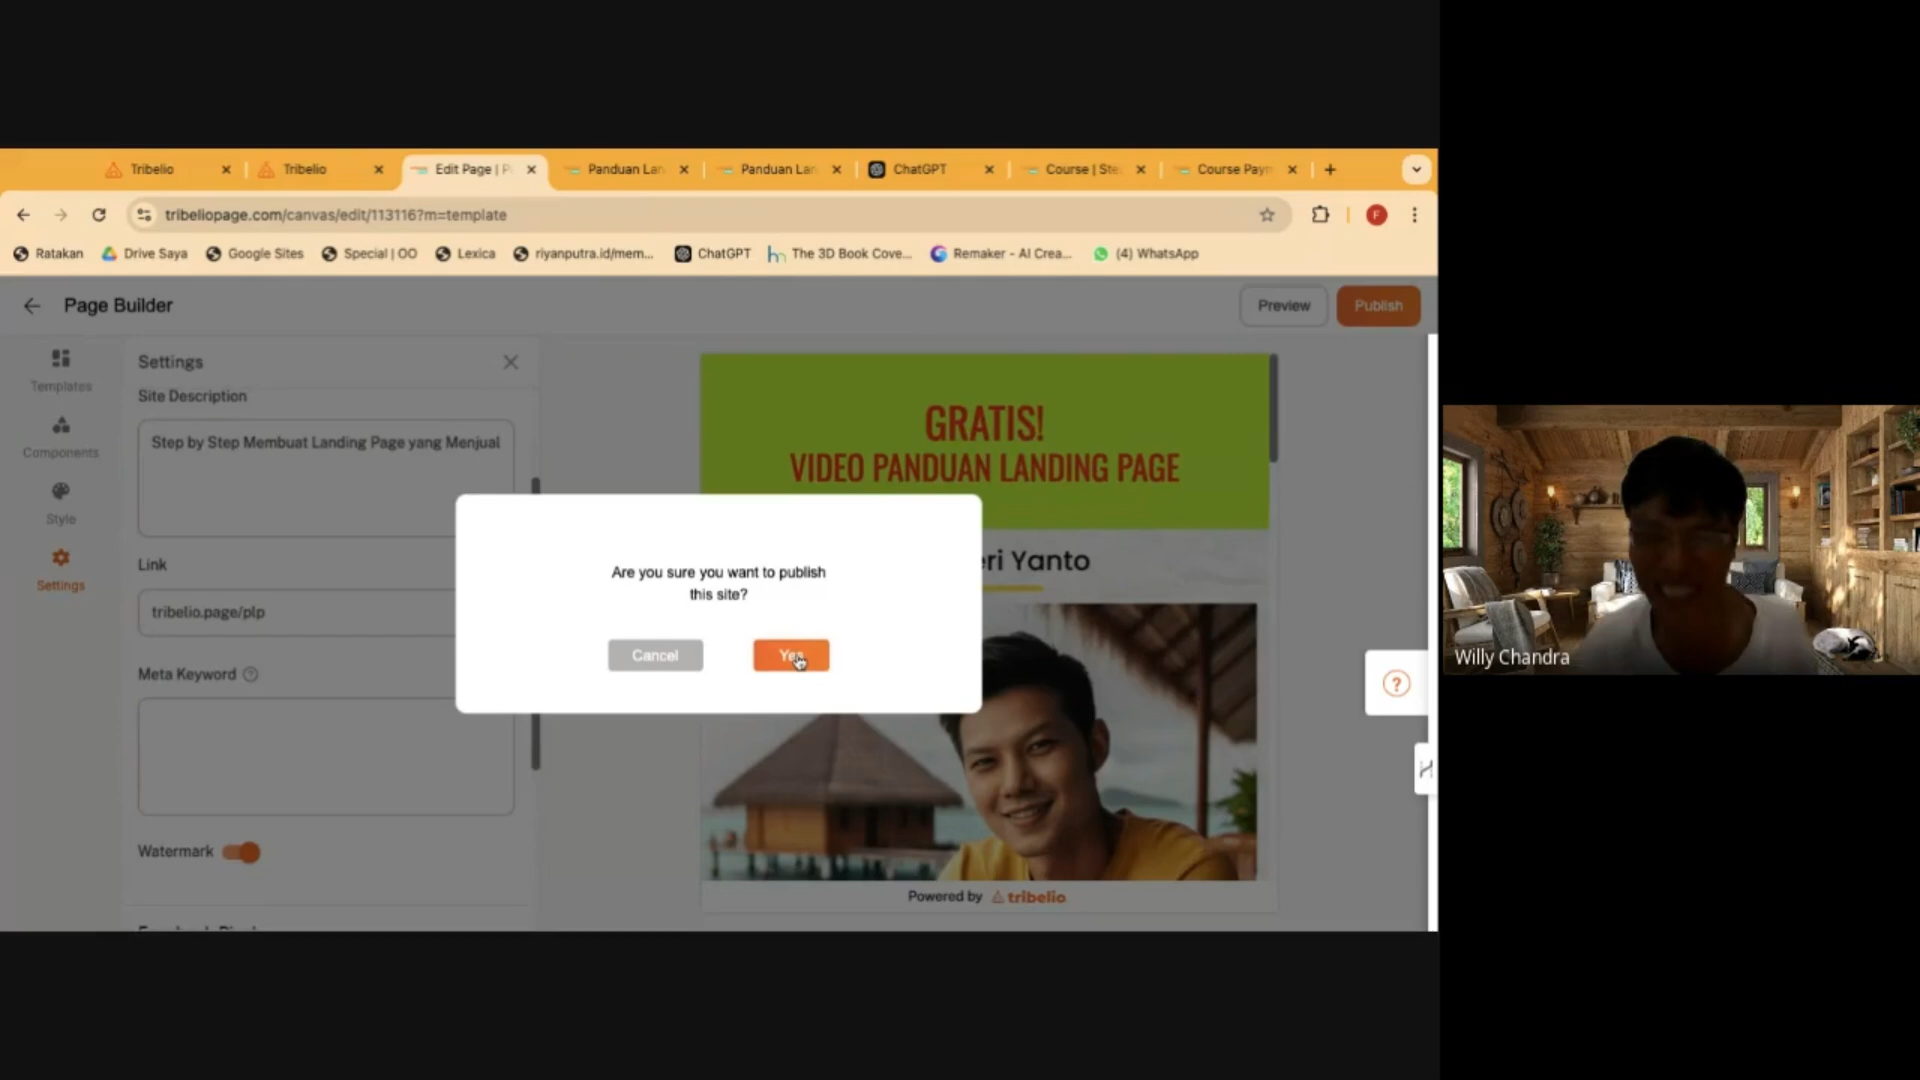 Tribelio
Tribelio
Edit Page | P
Panduan Lan
Panduan Lan
ChatGPT
Course | Ste
Course Paym
tribeliopage.com/canvas/edit/113116?m=template
F
Ratakan
Drive Saya
Google Sites
Special | OO
Lexica
riyanputra.id/mem...
ChatGPT
The 3D Book Cove...
Remaker - AI Crea...
(4) WhatsApp
Page Builder
Preview
Publish
Templates
Components
Style
Settings
Settings
Site Description
Step by Step Membuat Landing Page yang Menjual
Link
tribelio.page/plp
Meta Keyword
Watermark
GRATIS!
VIDEO PANDUAN LANDING PAGE
eri Yanto
Powered by tribelio
Are you sure you want to publish
this site?
Cancel
Yes
Willy Chandra